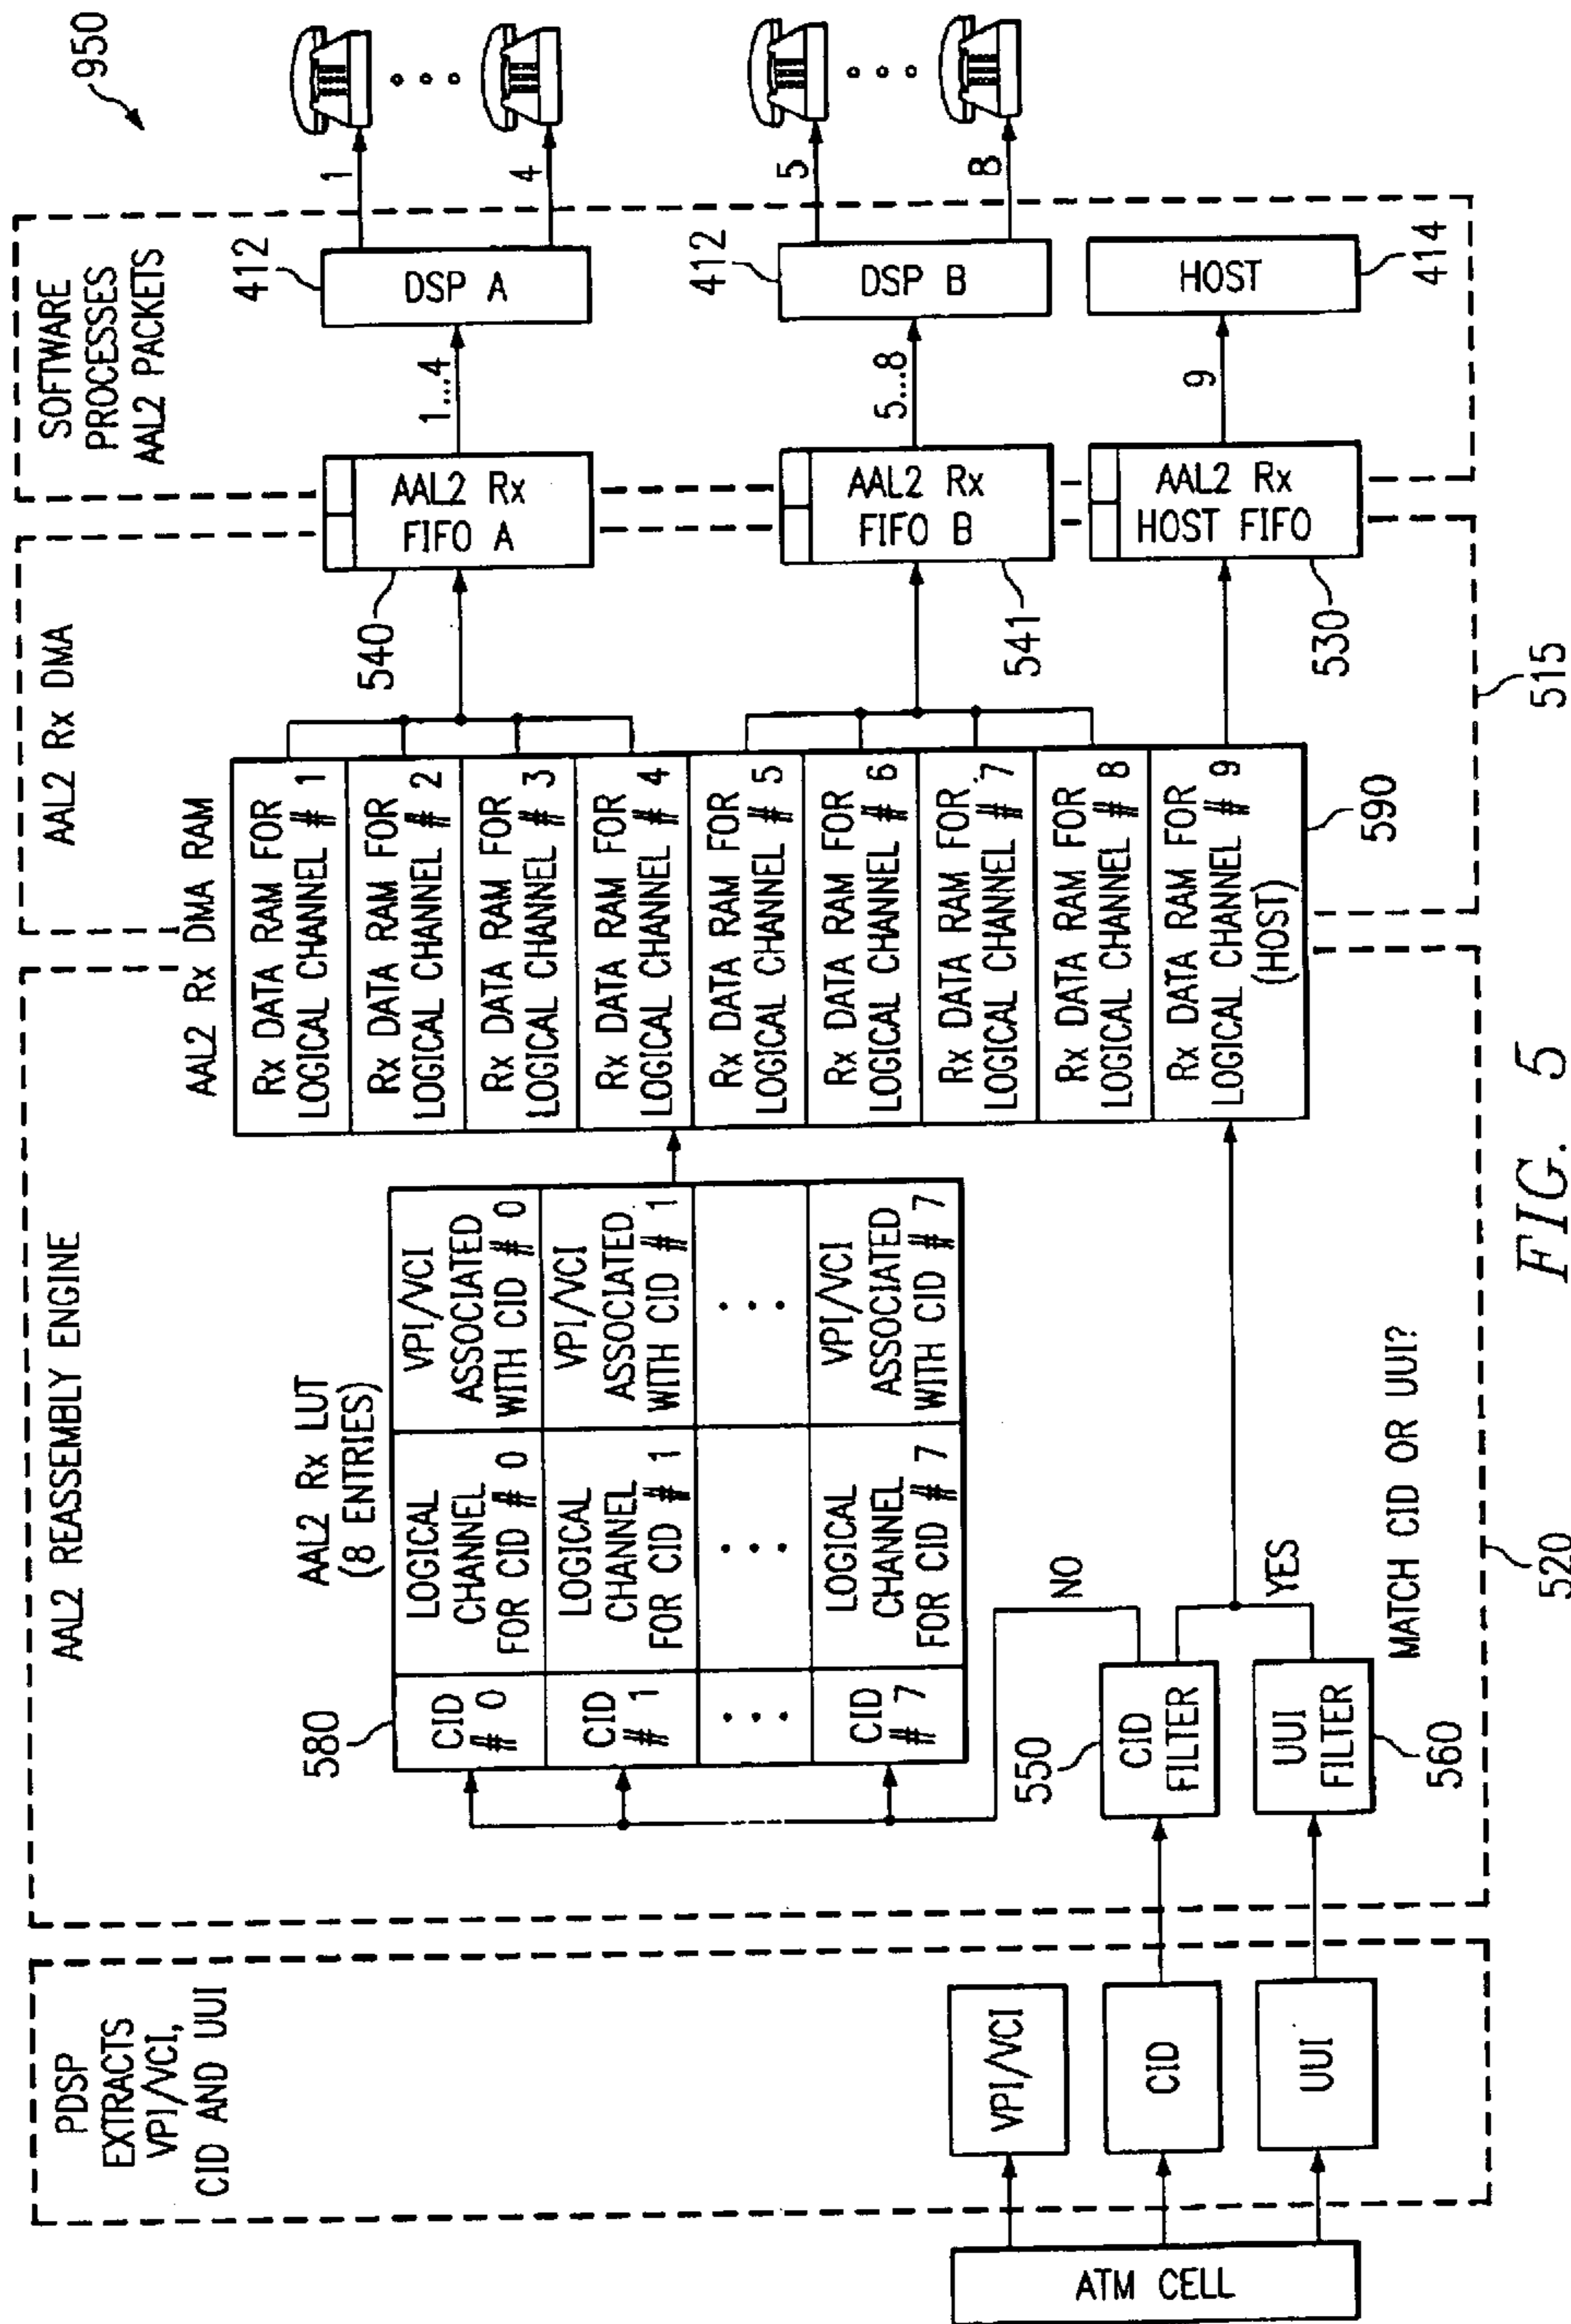 950
PDSP
EXTRACTS
VPI/VCI,
CID AND UUI
ATM CELL
VPI/VCI
CID
UUI
AAL2 REASSEMBLY ENGINE
AAL2 Rx LUT
(8 ENTRIES)
580
CID
# 0
LOGICAL
CHANNEL
FOR CID # 0
VPI/VCI
ASSOCIATED
WITH CID # 0
CID
# 1
LOGICAL
CHANNEL
FOR CID # 1
VPI/VCI
ASSOCIATED
WITH CID # 1
CID
# 7
LOGICAL
CHANNEL
FOR CID # 7
VPI/VCI
ASSOCIATED
WITH CID # 7
550
CID
FILTER
NO
UUI
FILTER
560
YES
MATCH CID OR UUI?
520
AAL2 Rx DMA RAM
Rx DATA RAM FOR
LOGICAL CHANNEL # 1
Rx DATA RAM FOR
LOGICAL CHANNEL # 2
Rx DATA RAM FOR
LOGICAL CHANNEL # 3
Rx DATA RAM FOR
LOGICAL CHANNEL # 4
Rx DATA RAM FOR
LOGICAL CHANNEL # 5
Rx DATA RAM FOR
LOGICAL CHANNEL # 6
Rx DATA RAM FOR
LOGICAL CHANNEL # 7
Rx DATA RAM FOR
LOGICAL CHANNEL # 8
Rx DATA RAM FOR
LOGICAL CHANNEL # 9
(HOST)
590
AAL2 Rx DMA
540
AAL2 Rx
FIFO A
541
AAL2 Rx
FIFO B
530
AAL2 Rx
HOST FIFO
515
SOFTWARE
PROCESSES
AAL2 PACKETS
1...4
412
DSP A
1
4
5...8
412
DSP B
5
8
9
HOST
414
FIG. 5